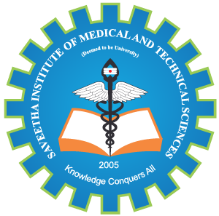 SAVEETHA INSTITUTE OF MEDICAL AND TECHNICAL SCIENCES
(Deemed to be University)
2005
Knowledge Conquers All